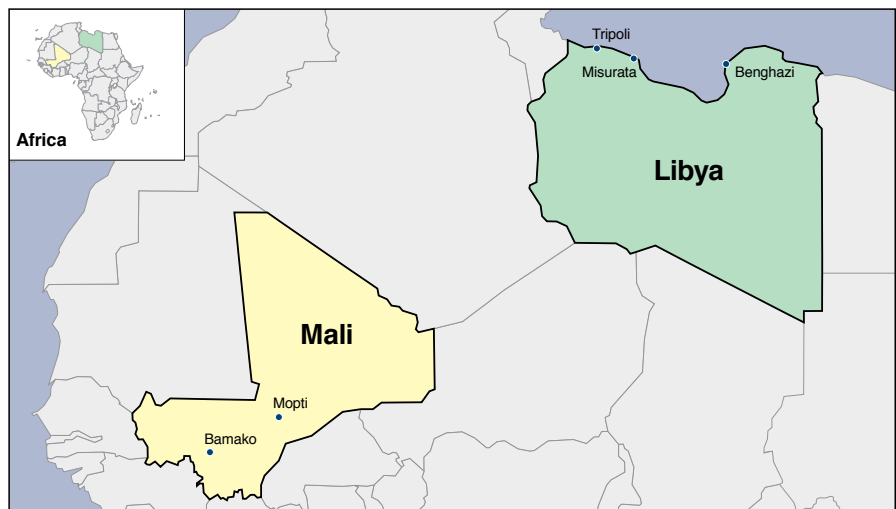 Africa
Tripoli
Misurata
Benghazi
Libya
Mali
Mopti
Bamako